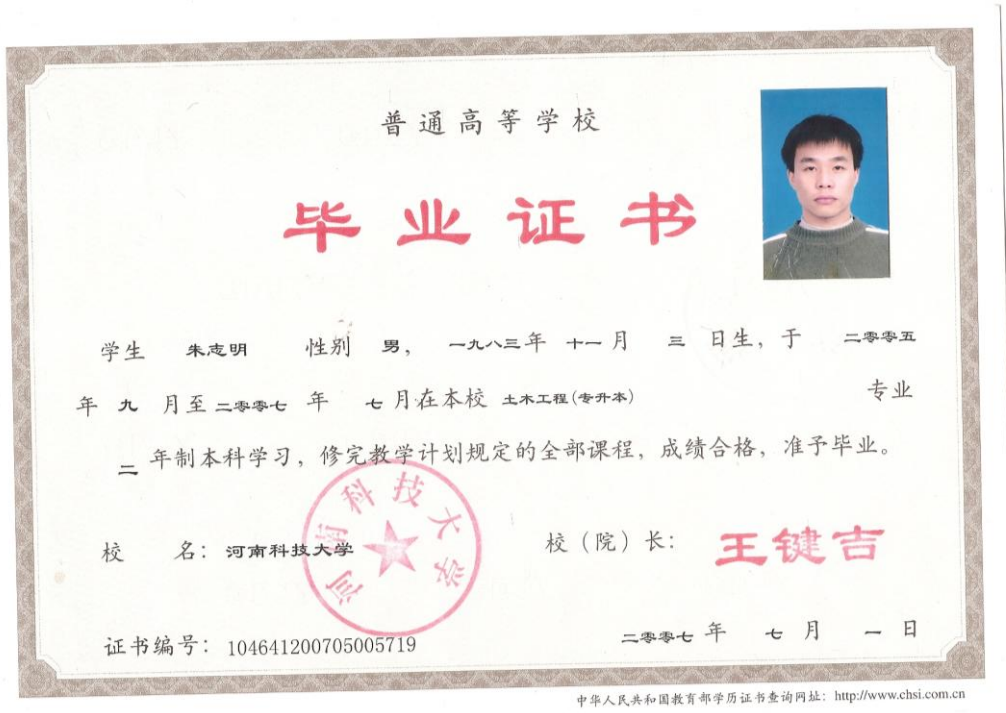 普通高等学校
毕业证书
学生 朱志明 性别 男， 一九八三年 十一月 三 日生，于 二零零五
年 九 月至二零零七 年 七月在本校 土木工程(专升本) 专业
二 年制本科学习，修完教学计划规定的全部课程，成绩合格，准予毕业。
河南科技大学
校 名：河南科技大学 校（院）长： 王键吉
证书编号：104641200705005719 二零零七 年 七 月 一 日
中华人民共和国教育部学历证书查询网址：http://www.chsi.com.cn